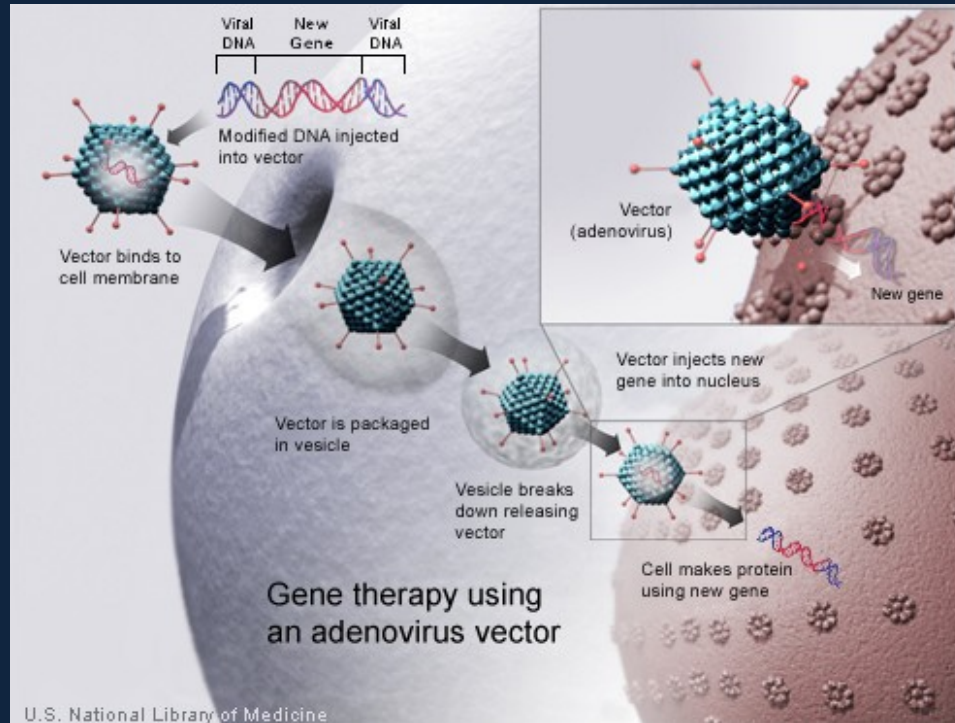 Viral
DNA
New
Gene
Viral
DNA
Modified DNA injected
into vector
Vector binds to
cell membrane
Vector
(adenovirus)
New gene
Vector injects new
gene into nucleus
Vector is packaged
in vesicle
Vesicle breaks
down releasing
vector
Cell makes protein
using new gene
Gene therapy using
an adenovirus vector
U.S. National Library of Medicine